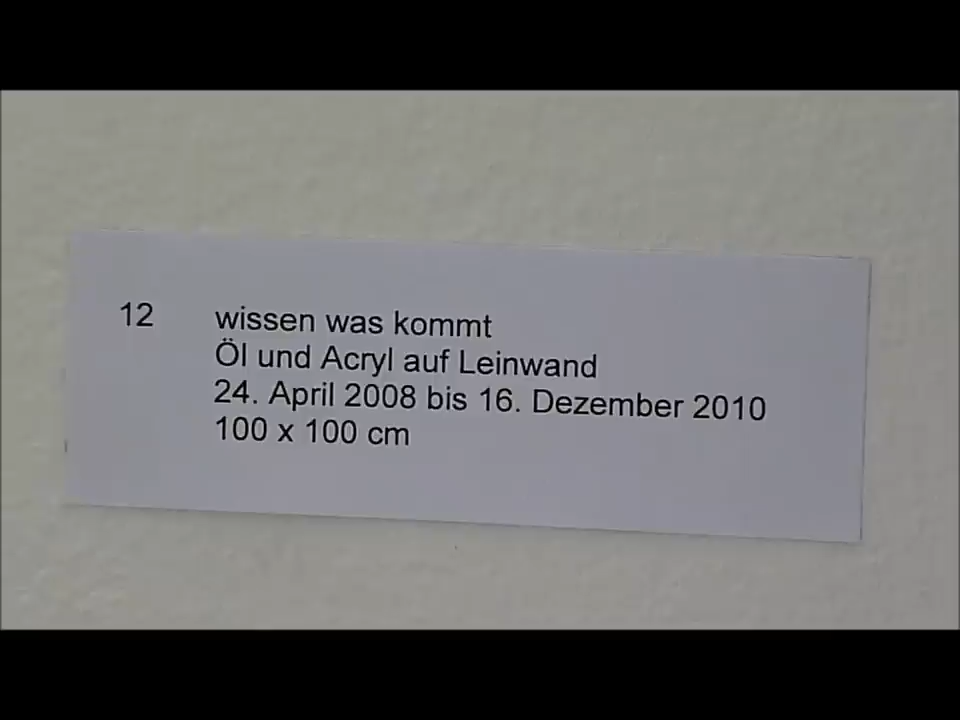 12 wissen was kommt
Öl und Acryl auf Leinwand
24. April 2008 bis 16. Dezember 2010
100 x 100 cm